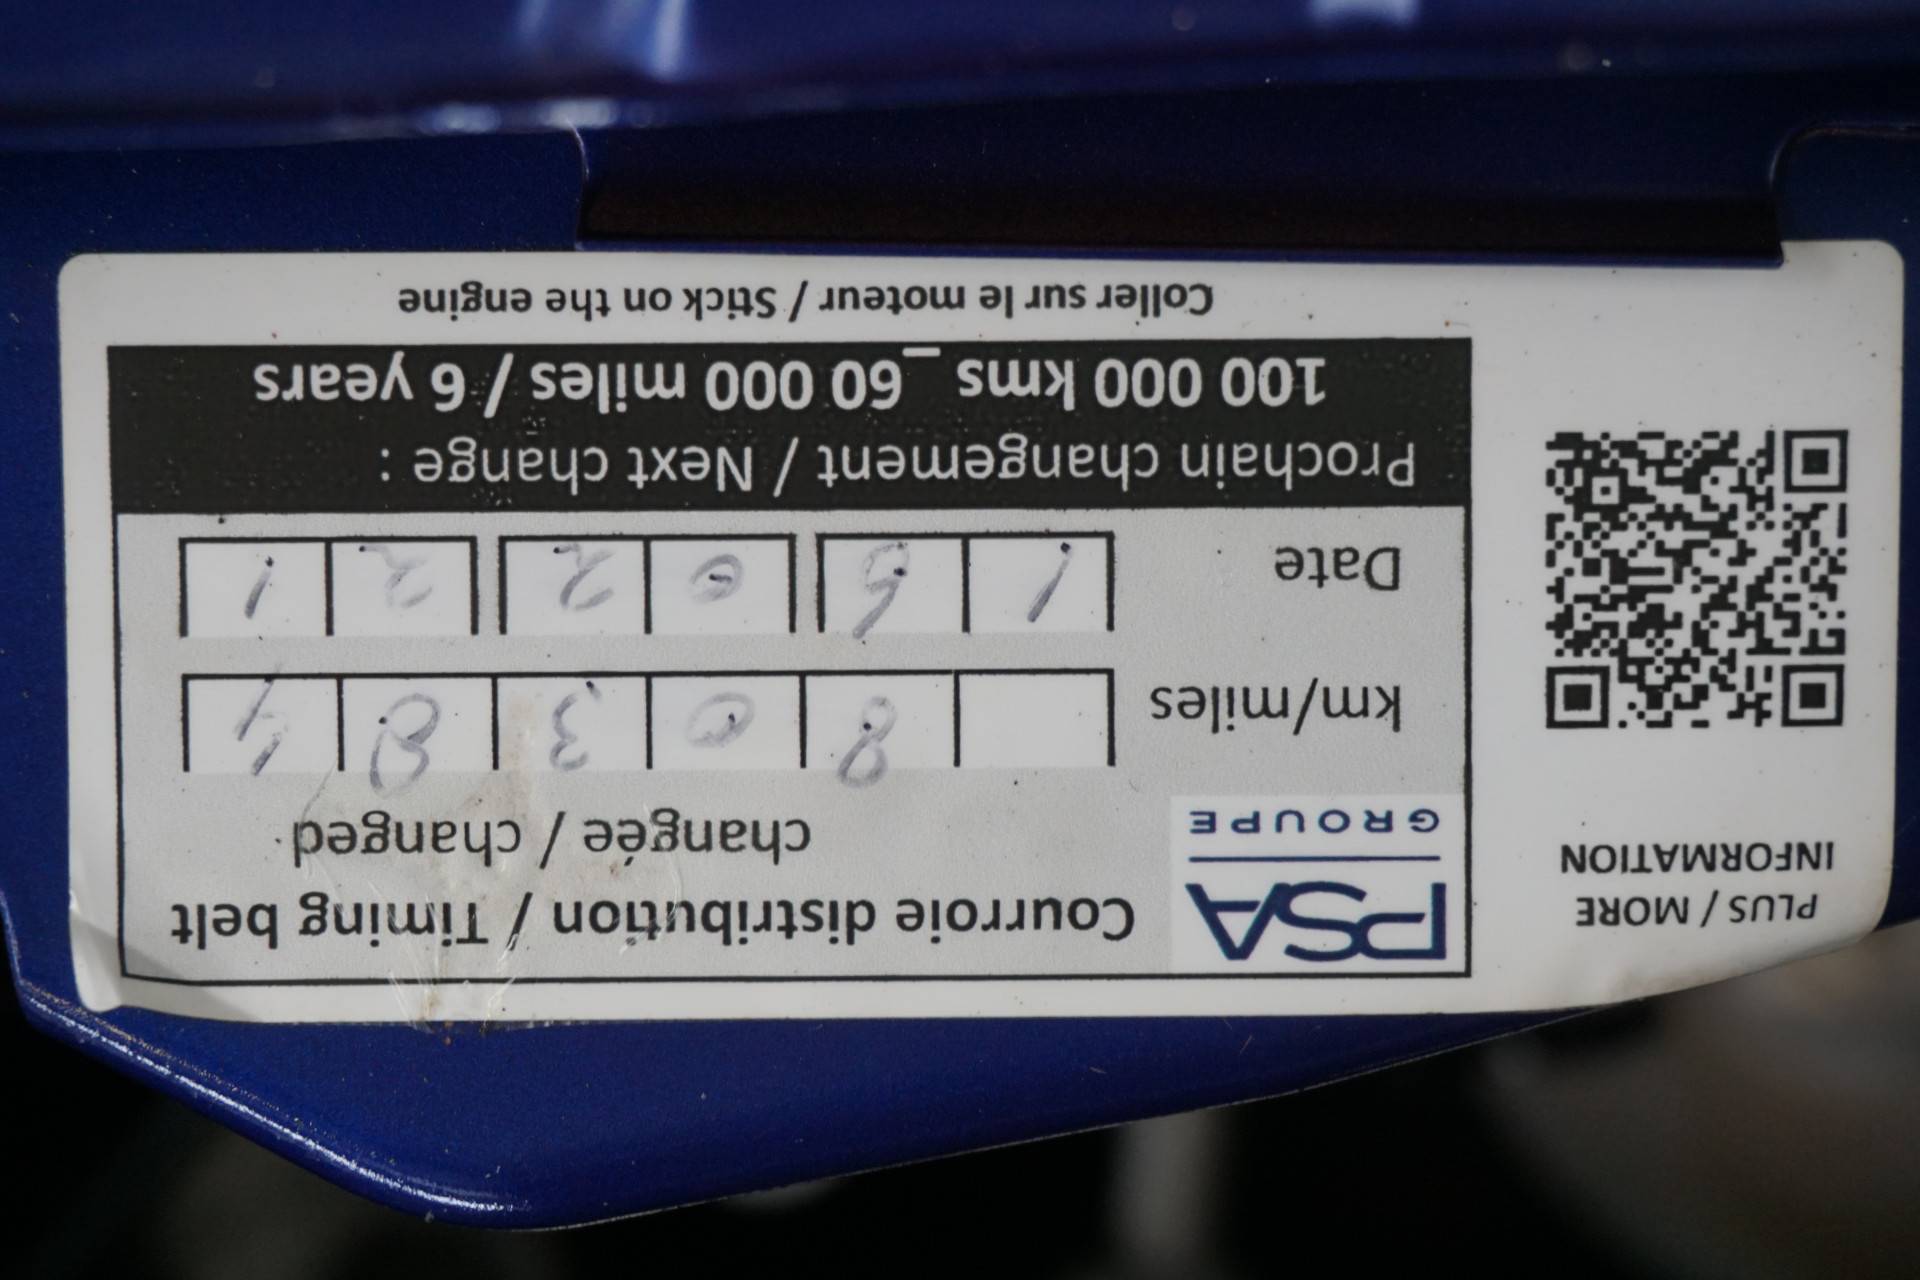 Courroie distribution / Timing belt
changée / changed
PSA
GROUPE
km/miles 8 0 3 8 4
Date 1 6 0 2 2 1
Prochain changement / Next change :
100 000 kms _60 000 miles / 6 years
Coller sur le moteur / Stick on the engine
PLUS / MORE
INFORMATION